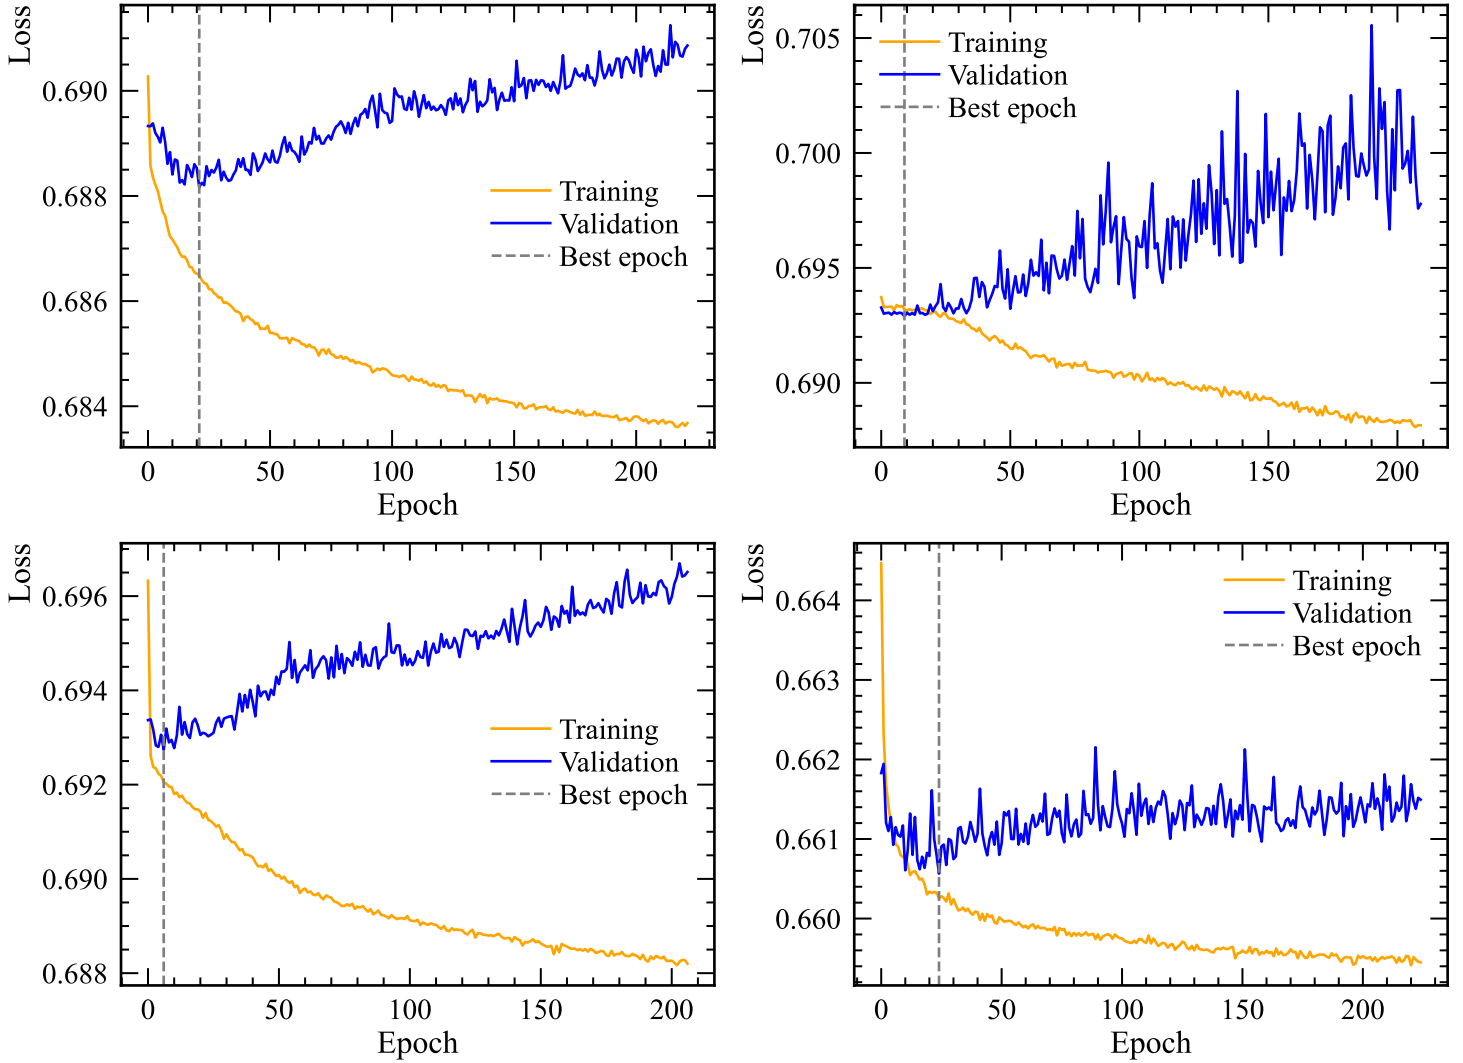 Loss
0.690
0.688
0.686
0.684
Training
Validation
Best epoch
0 50 100 150 200
Epoch
Loss
0.705
0.700
0.695
0.690
Training
Validation
Best epoch
0 50 100 150 200
Epoch
Loss
0.696
0.694
0.692
0.690
0.688
Training
Validation
Best epoch
0 50 100 150 200
Epoch
Loss
0.664
0.663
0.662
0.661
0.660
Training
Validation
Best epoch
0 50 100 150 200
Epoch